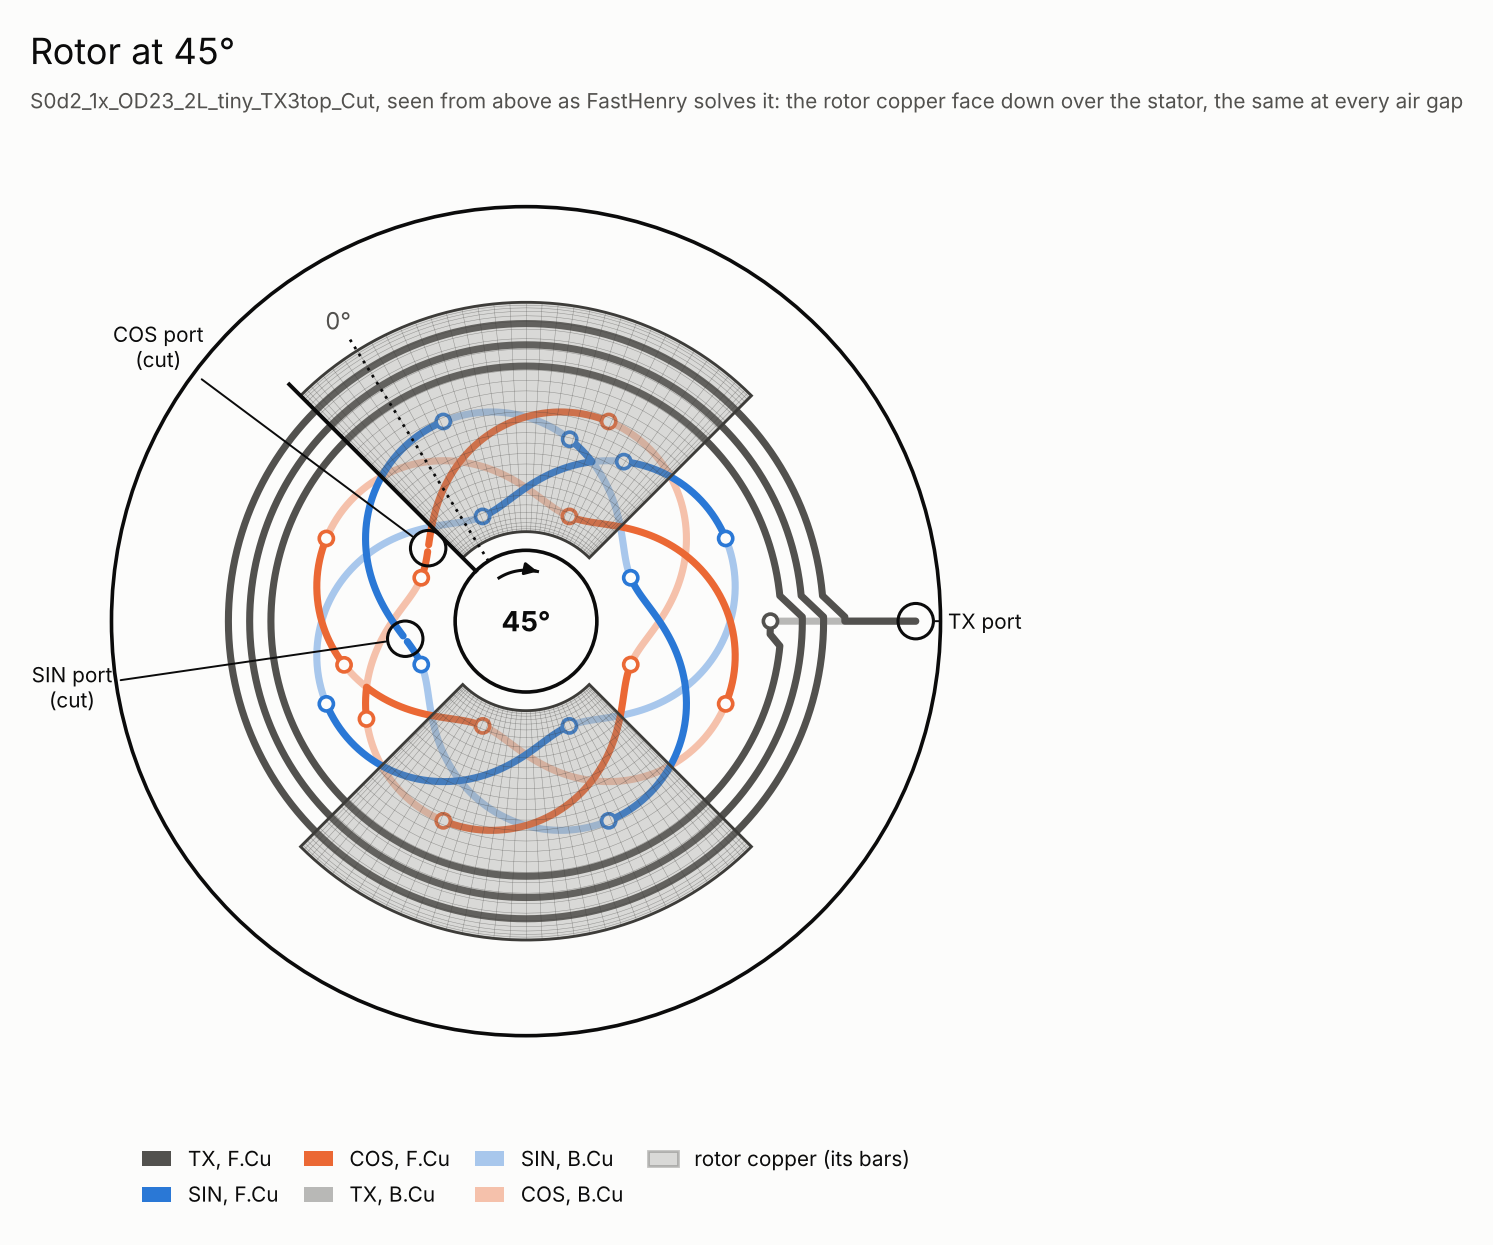 Rotor at 45°
S0d2_1x_OD23_2L_tiny_TX3top_Cut, seen from above as FastHenry solves it: the rotor copper face down over the stator, the same at every air gap
0°
COS port
(cut)
45°
TX port
SIN port
(cut)
TX, F.Cu
COS, F.Cu
SIN, B.Cu
rotor copper (its bars)
SIN, F.Cu
TX, B.Cu
COS, B.Cu